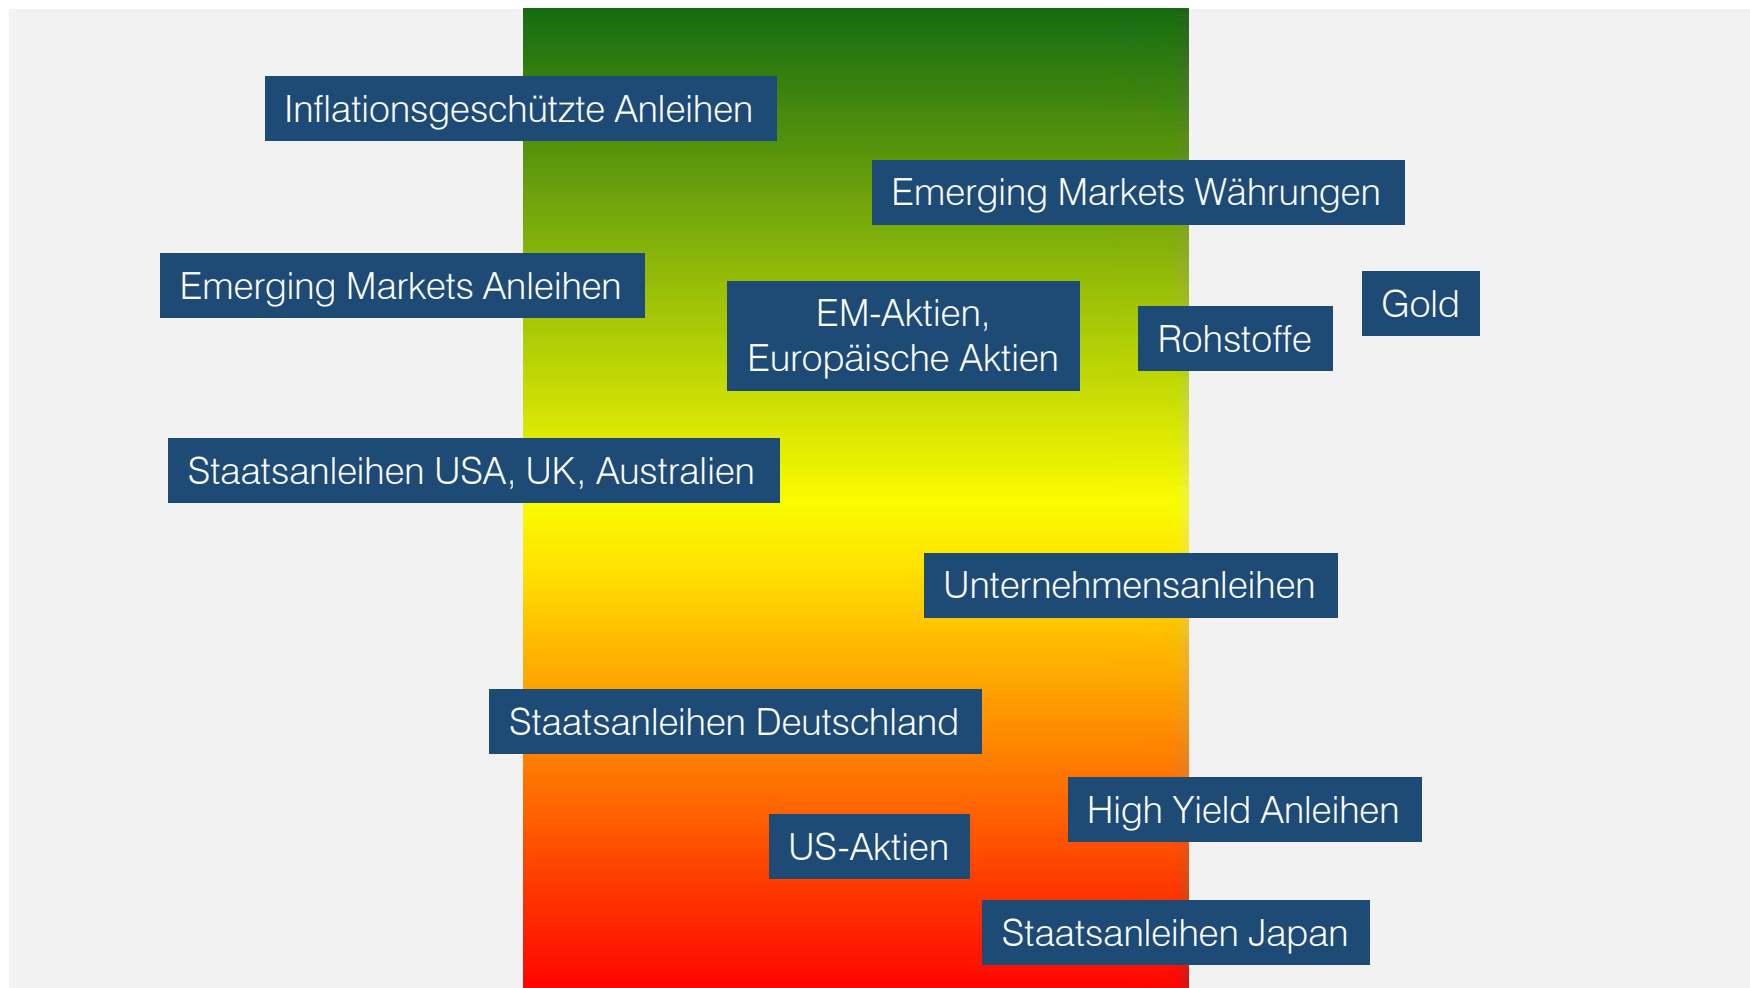 Inflationsgeschützte Anleihen
Emerging Markets Währungen
Emerging Markets Anleihen
Gold
EM-Aktien,
Europäische Aktien
Rohstoffe
Staatsanleihen USA, UK, Australien
Unternehmensanleihen
Staatsanleihen Deutschland
High Yield Anleihen
US-Aktien
Staatsanleihen Japan